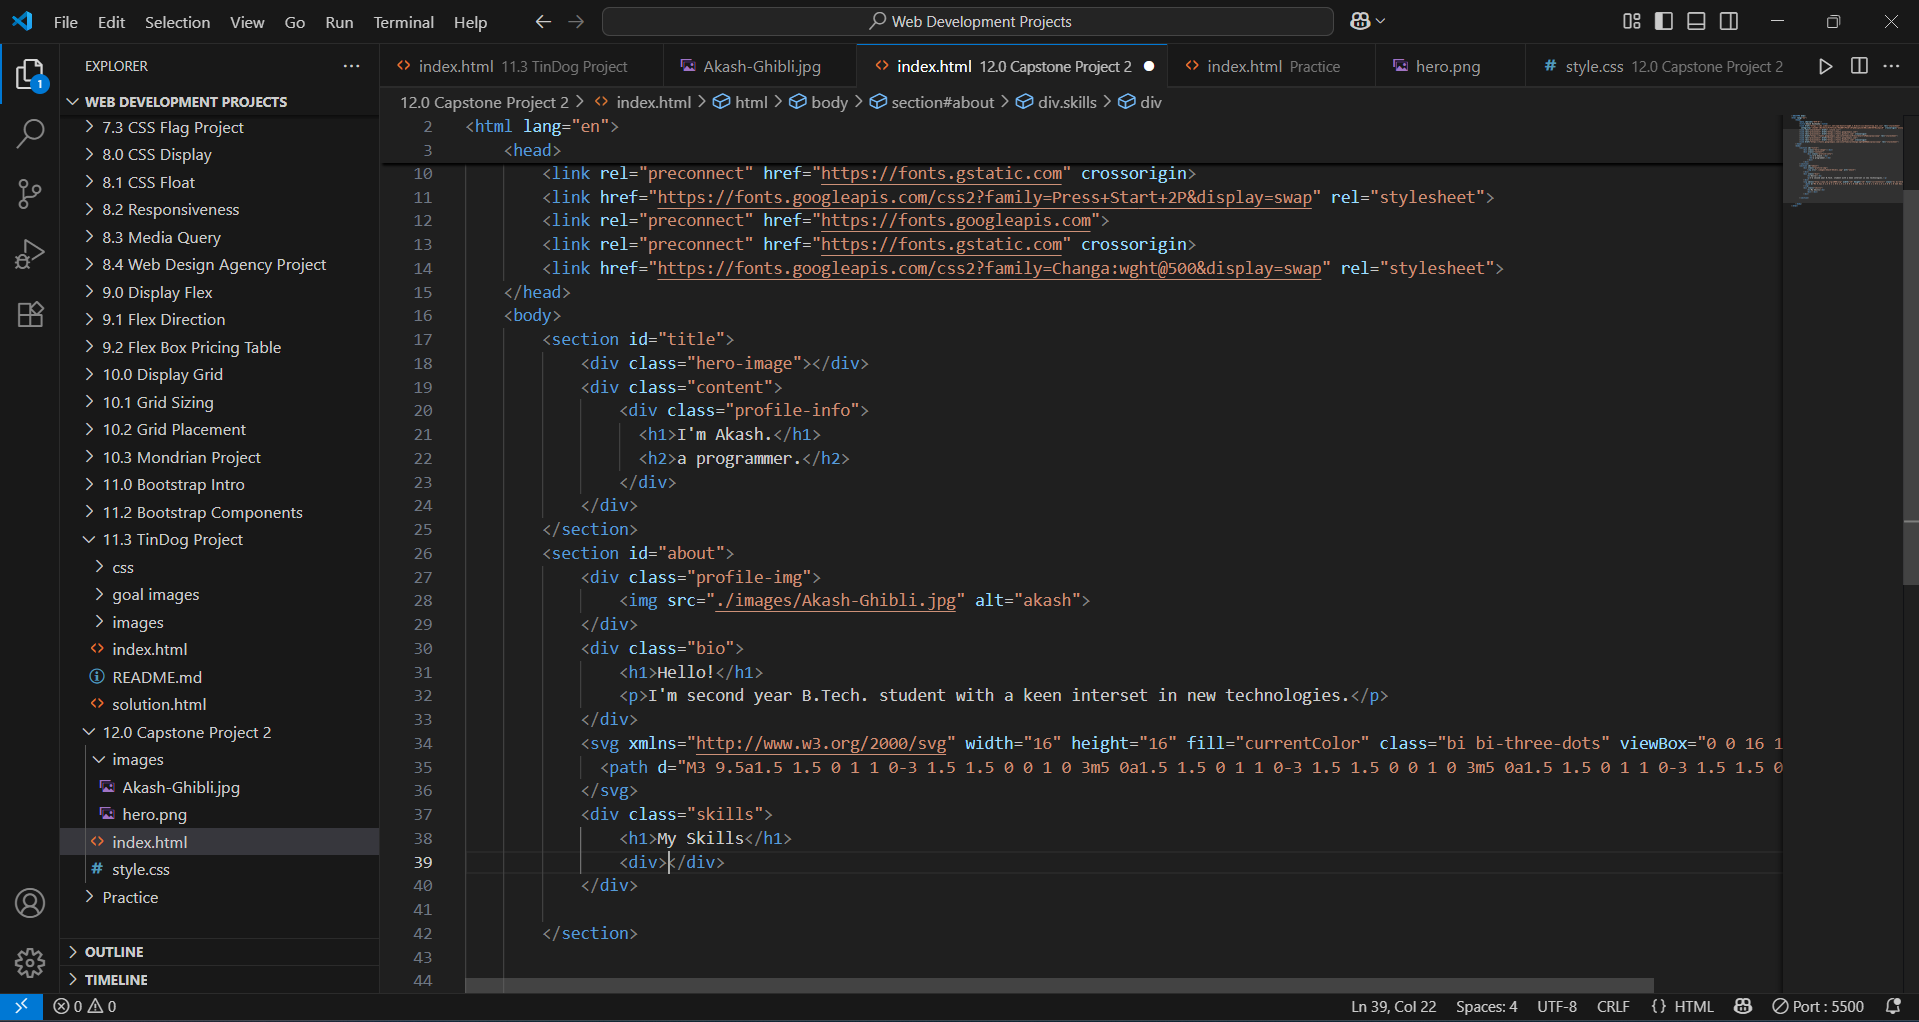 File Edit Selection View Go Run Terminal Help
Web Development Projects
EXPLORER
index.html 11.3 TinDog Project
Akash-Ghibli.jpg
index.html 12.0 Capstone Project 2
index.html Practice
hero.png
# style.css 12.0 Capstone Project 2
1
WEB DEVELOPMENT PROJECTS
7.3 CSS Flag Project
8.0 CSS Display
8.1 CSS Float
8.2 Responsiveness
8.3 Media Query
8.4 Web Design Agency Project
9.0 Display Flex
9.1 Flex Direction
9.2 Flex Box Pricing Table
10.0 Display Grid
10.1 Grid Sizing
10.2 Grid Placement
10.3 Mondrian Project
11.0 Bootstrap Intro
11.2 Bootstrap Components
11.3 TinDog Project
css
goal images
images
index.html
README.md
solution.html
12.0 Capstone Project 2
images
Akash-Ghibli.jpg
hero.png
index.html
# style.css
Practice
OUTLINE
TIMELINE
12.0 Capstone Project 2 > index.html > html > body > section#about > div.skills > div
2 <html lang="en">
3 <head>
10 <link rel="preconnect" href="https://fonts.gstatic.com" crossorigin>
11 <link href="https://fonts.googleapis.com/css2?family=Press+Start+2P&display=swap" rel="stylesheet">
12 <link rel="preconnect" href="https://fonts.googleapis.com">
13 <link rel="preconnect" href="https://fonts.gstatic.com" crossorigin>
14 <link href="https://fonts.googleapis.com/css2?family=Changa:wght@500&display=swap" rel="stylesheet">
15 </head>
16 <body>
17 <section id="title">
18 <div class="hero-image"></div>
19 <div class="content">
20 <div class="profile-info">
21 <h1>I'm Akash.</h1>
22 <h2>a programmer.</h2>
23 </div>
24 </div>
25 </section>
26 <section id="about">
27 <div class="profile-img">
28 <img src="./images/Akash-Ghibli.jpg" alt="akash">
29 </div>
30 <div class="bio">
31 <h1>Hello!</h1>
32 <p>I'm second year B.Tech. student with a keen interset in new technologies.</p>
33 </div>
34 <svg xmlns="http://www.w3.org/2000/svg" width="16" height="16" fill="currentColor" class="bi bi-three-dots" viewBox="0 0 16 1
35 <path d="M3 9.5a1.5 1.5 0 1 1 0-3 1.5 1.5 0 0 1 0 3m5 0a1.5 1.5 0 1 1 0-3 1.5 1.5 0 0 1 0 3m5 0a1.5 1.5 0 1 1 0-3 1.5 1.5 0
36 </svg>
37 <div class="skills">
38 <h1>My Skills</h1>
39 <div></div>
40 </div>
41
42 </section>
43
44
0 0
Ln 39, Col 22 Spaces: 4 UTF-8 CRLF {} HTML Port : 5500